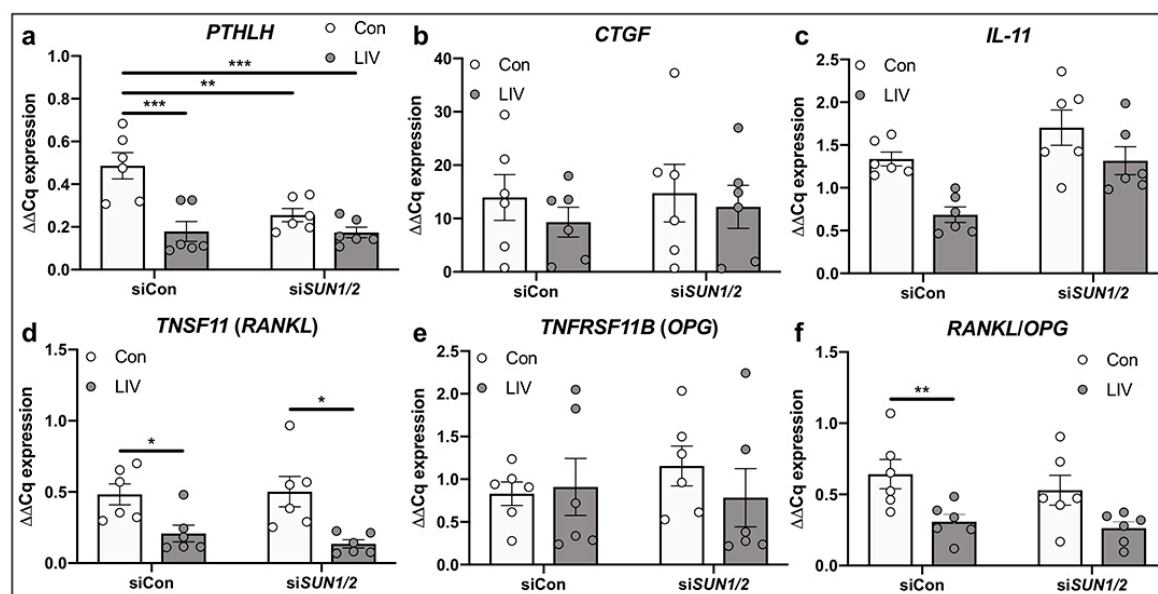 a
PTHLH
Con
LIV
ΔΔCq expression
1.0
0.8
0.6
0.4
0.2
0.0
***
**
***
siCon
siSUN1/2
b
CTGF
Con
LIV
ΔΔCq expression
40
30
20
10
0
siCon
siSUN1/2
c
IL-11
Con
LIV
ΔΔCq expression
2.5
2.0
1.5
1.0
0.5
0.0
siCon
siSUN1/2
d
TNSF11 (RANKL)
Con
LIV
ΔΔCq expression
1.5
1.0
0.5
0.0
*
*
siCon
siSUN1/2
e
TNFRSF11B (OPG)
Con
LIV
ΔΔCq expression
2.5
2.0
1.5
1.0
0.5
0.0
siCon
siSUN1/2
f
RANKL/OPG
Con
LIV
ΔΔCq expression
1.5
1.0
0.5
0.0
**
siCon
siSUN1/2